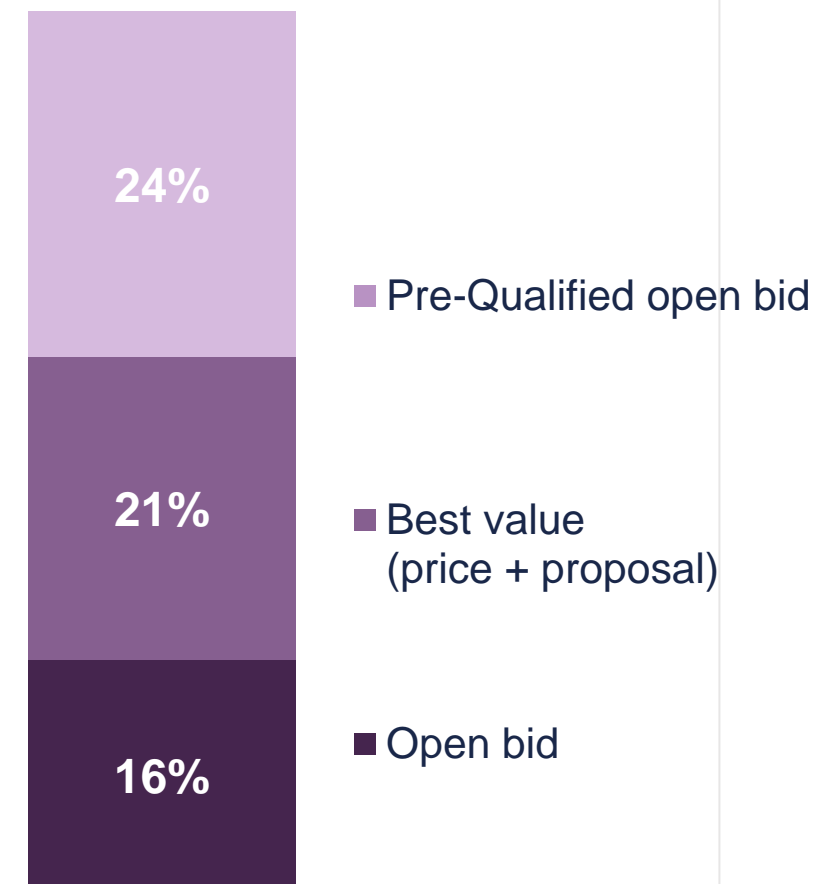 24%
Pre-Qualified open bid
21%
Best value
(price + proposal)
Open bid
16%